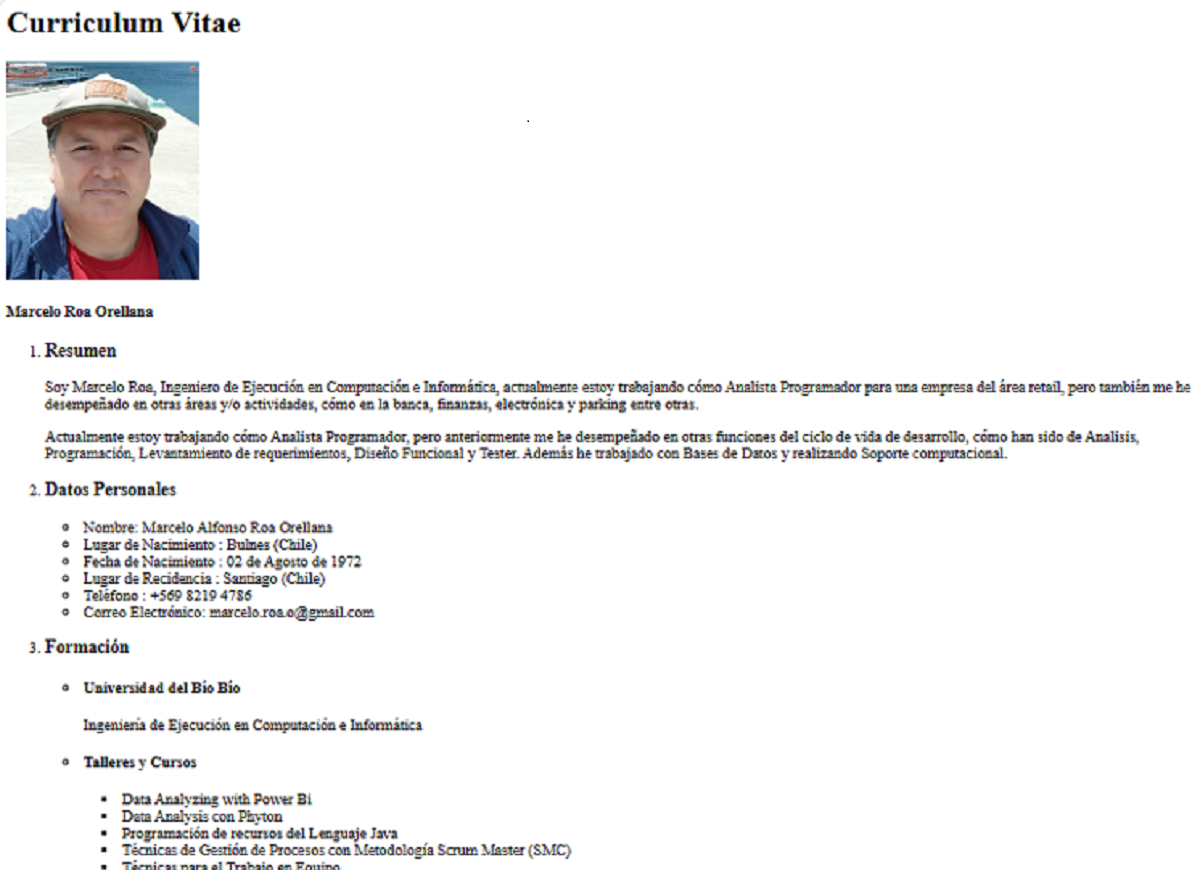 Curriculum Vitae
Marcelo Roa Orellana
1. Resumen
Soy Marcelo Roa, Ingeniero de Ejecución en Computación e Informática, actualmente estoy trabajando cómo Analista Programador para una empresa del área retail, pero también me he
desempeñado en otras áreas y/o actividades, cómo en la banca, finanzas, electrónica y parking entre otras.
Actualmente estoy trabajando cómo Analista Programador, pero anteriormente me he desempeñado en otras funciones del ciclo de vida de desarrollo, cómo han sido de Analisis,
Programación, Levantamiento de requerimientos, Diseño Funcional y Tester. Además he trabajado con Bases de Datos y realizando Soporte computacional.
2. Datos Personales
Nombre: Marcelo Alfonso Roa Orellana
Lugar de Nacimiento : Bulnes (Chile)
Fecha de Nacimiento : 02 de Agosto de 1972
Lugar de Recidencia : Santiago (Chile)
Teléfono : +569 8219 4786
Correo Electrónico: marcelo.roa.o@gmail.com
3. Formación
Universidad del Bío Bío
Ingeniería de Ejecución en Computación e Informática
Talleres y Cursos
Data Analyzing with Power Bi
Data Analysis con Phyton
Programación de recursos del Lenguaje Java
Técnicas de Gestión de Procesos con Metodología Scrum Master (SMC)
Técnicas para el Trabajo en Equipo